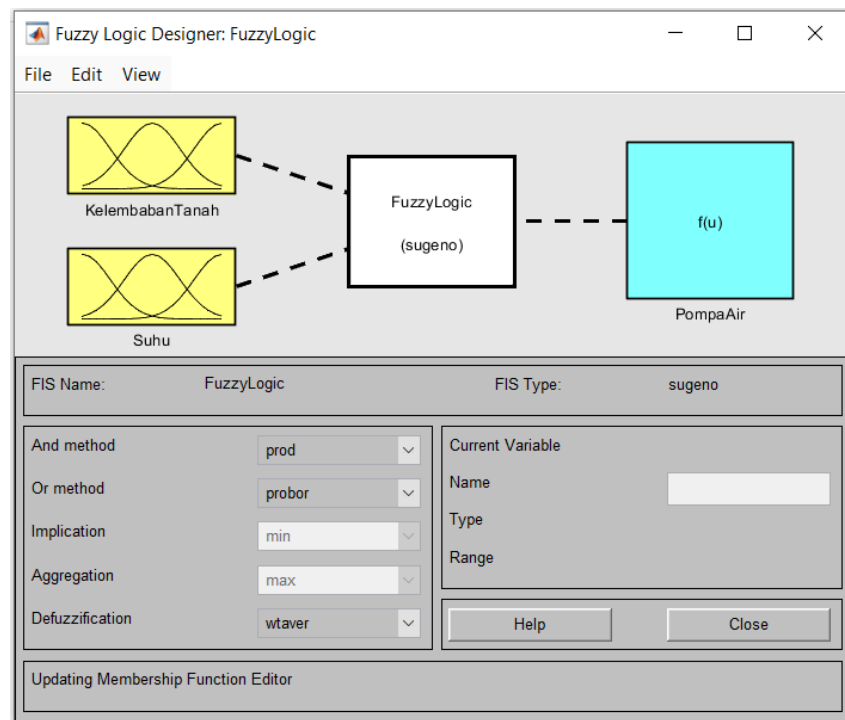 Fuzzy Logic Designer: FuzzyLogic
File Edit View
KelembabanTanah
Suhu
FuzzyLogic
(sugeno)
f(u)
PompaAir
FIS Name: FuzzyLogic FIS Type: sugeno
And method prod
Or method probor
Implication min
Aggregation max
Defuzzification wtaver
Current Variable
Name
Type
Range
Help Close
Updating Membership Function Editor